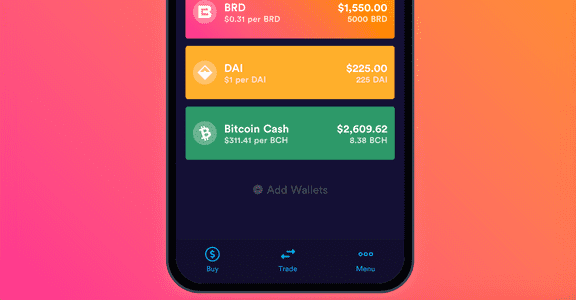 BRD
$1,550.00
$0.31 per BRD
5000 BRD
DAI
$225.00
$1 per DAI
225 DAI
Bitcoin Cash
$2,609.62
$311.41 per BCH
8.38 BCH
Add Wallets
Buy
Trade
Menu